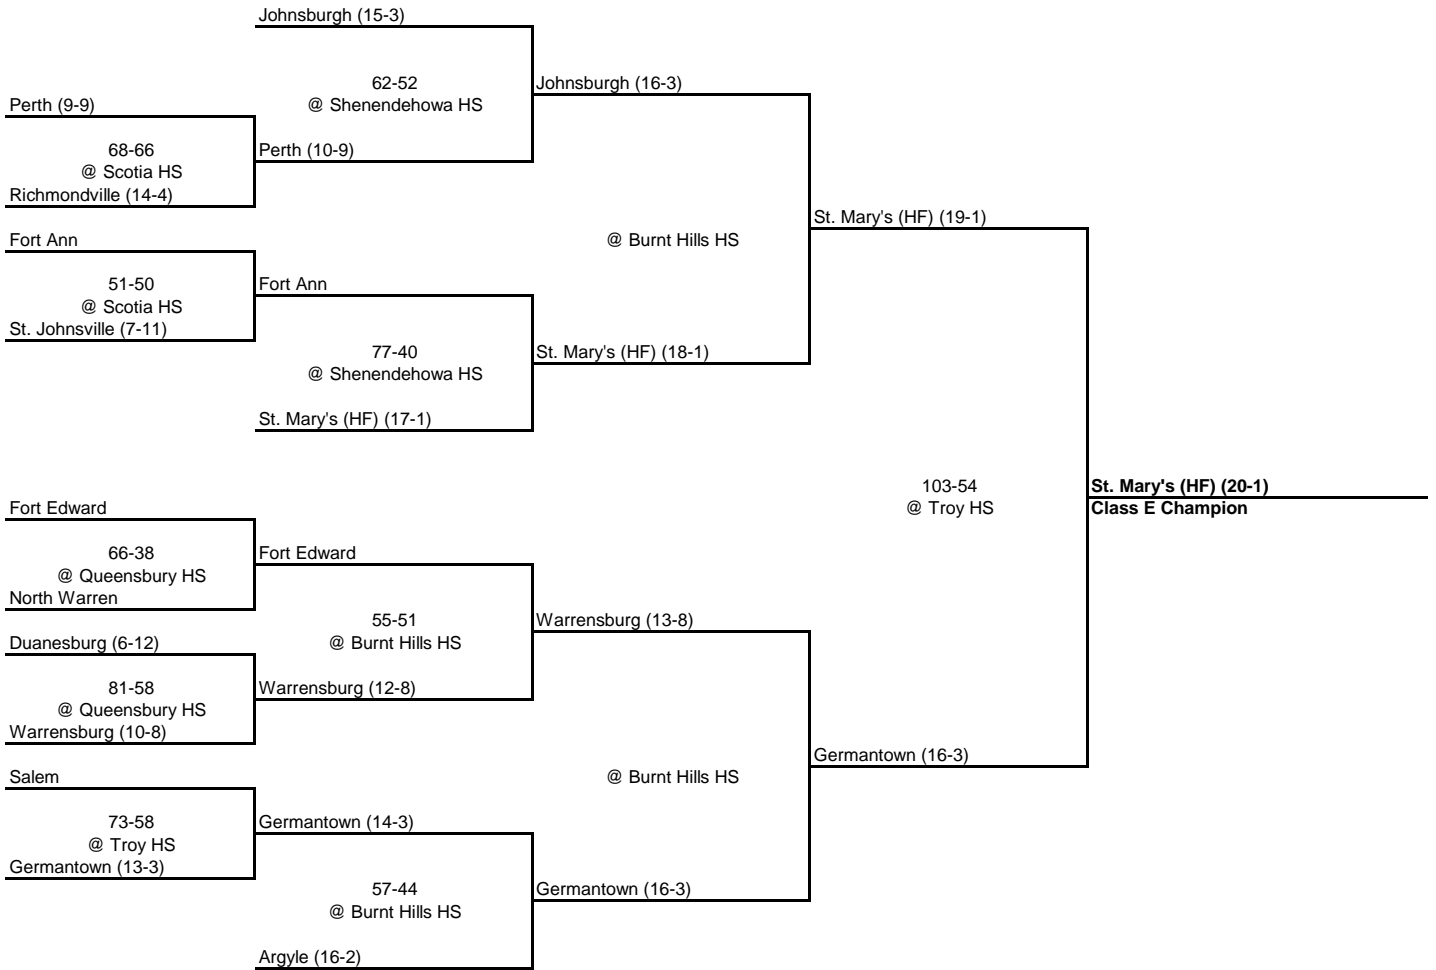 Johnsburgh (15-3)
62-52
@ Shenendehowa HS
Johnsburgh (16-3)
Perth (9-9)
68-66
@ Scotia HS
Perth (10-9)
Richmondville (14-4)
St. Mary's (HF) (19-1)
Fort Ann
@ Burnt Hills HS
51-50
@ Scotia HS
Fort Ann
St. Johnsville (7-11)
77-40
@ Shenendehowa HS
St. Mary's (HF) (18-1)
St. Mary's (HF) (17-1)
103-54
@ Troy HS
St. Mary's (HF) (20-1)
Class E Champion
Fort Edward
66-38
@ Queensbury HS
Fort Edward
North Warren
55-51
@ Burnt Hills HS
Warrensburg (13-8)
Duanesburg (6-12)
81-58
@ Queensbury HS
Warrensburg (12-8)
Warrensburg (10-8)
Germantown (16-3)
Salem
@ Burnt Hills HS
73-58
@ Troy HS
Germantown (14-3)
Germantown (13-3)
57-44
@ Burnt Hills HS
Germantown (16-3)
Argyle (16-2)